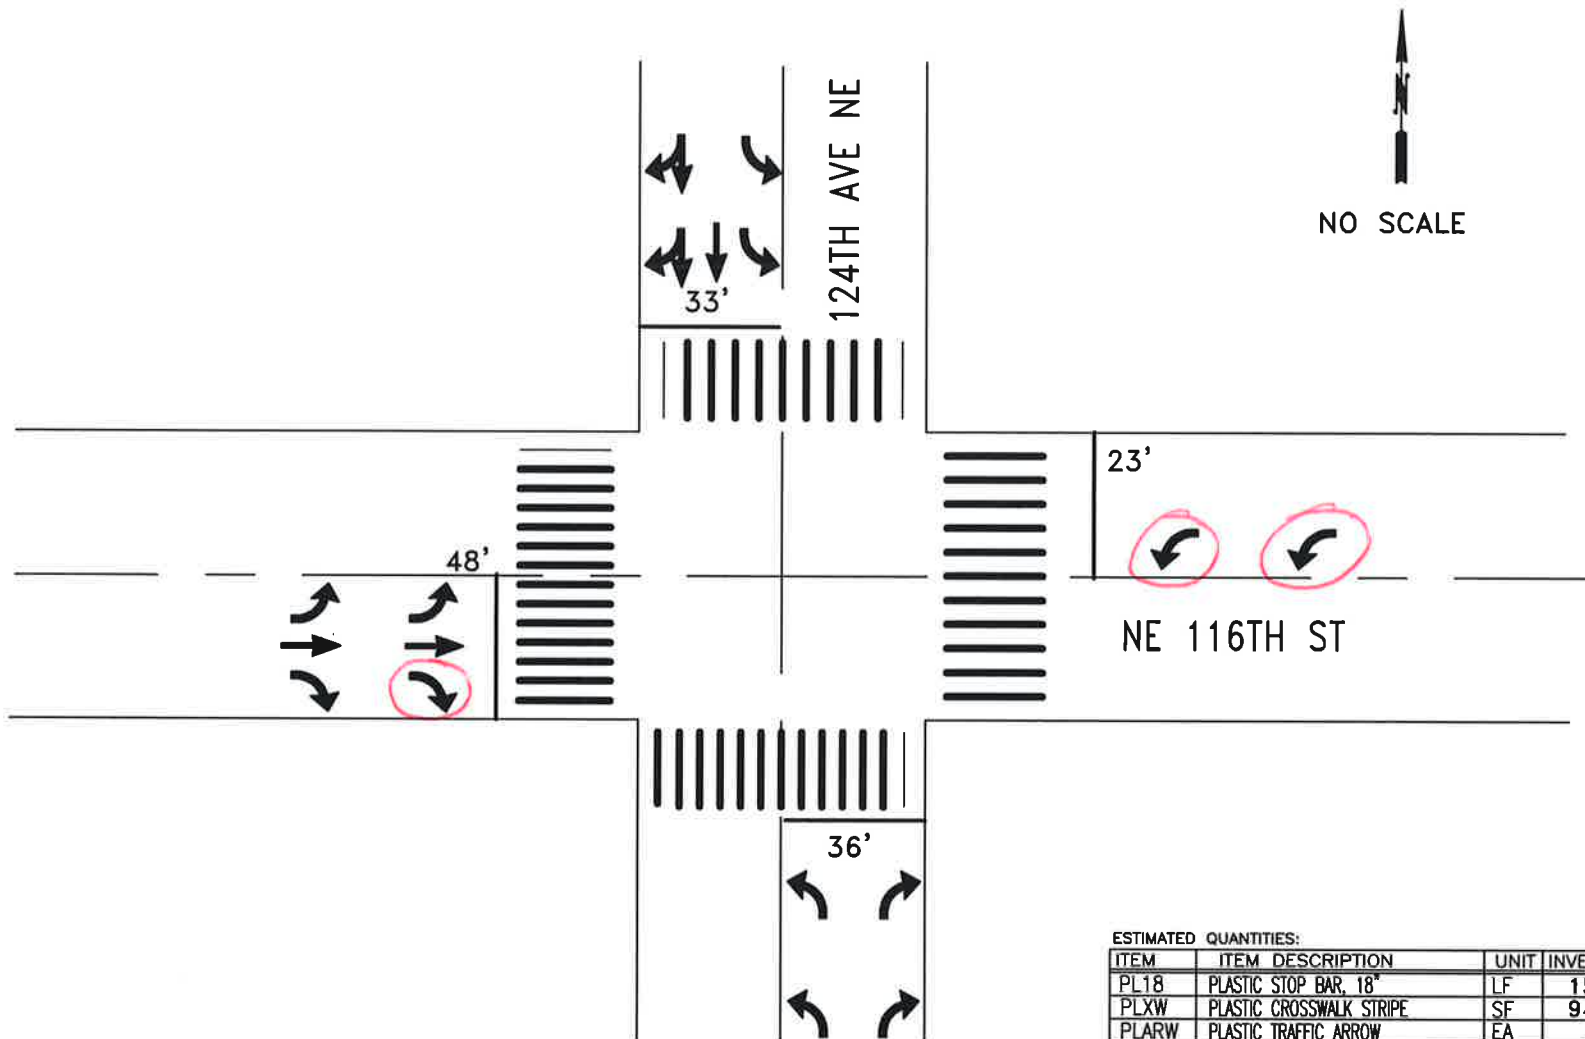 N
NO SCALE
124TH AVE NE
33'
23'
48'
NE 116TH ST
36'
ESTIMATED QUANTITIES:
ITEM ITEM DESCRIPTION UNIT
PL18 PLASTIC STOP BAR, 18" LF
PLXW PLASTIC CROSSWALK STRIPE SF
PLARW PLASTIC TRAFFIC ARROW EA